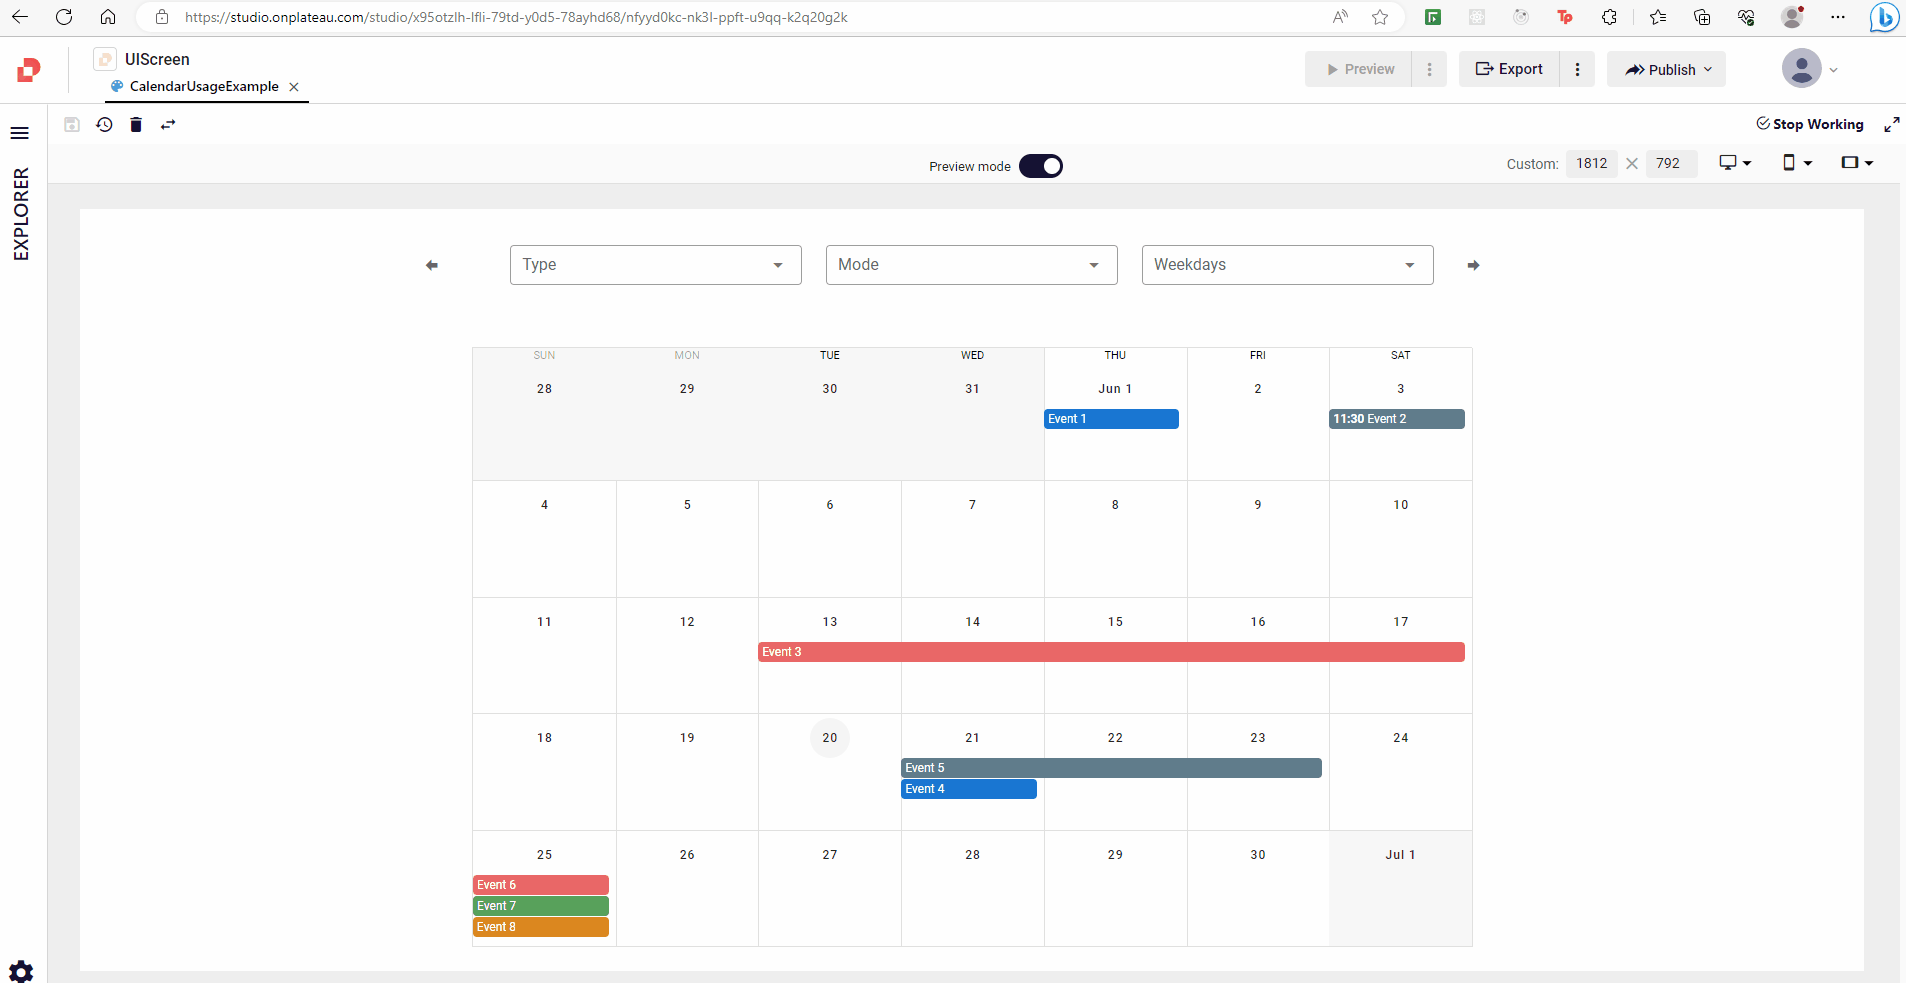 https://studio.onplateau.com/studio/x95otzlh-lfli-79td-y0d5-78ayhd68/nfyyd0kc-nk3l-ppft-u9qq-k2q20g2k
UIScreen
CalendarUsageExample
Preview
Export
Publish
Stop Working
EXPLORER
Preview mode
Custom: 1812 X 792
Type
Mode
Weekdays
SUN MON TUE WED THU FRI SAT
28 29 30 31 Jun 1 2 3
Event 1
11:30 Event 2
4 5 6 7 8 9 10
11 12 13 14 15 16 17
Event 3
18 19 20 21 22 23 24
Event 5
Event 4
25 26 27 28 29 30 Jul 1
Event 6
Event 7
Event 8